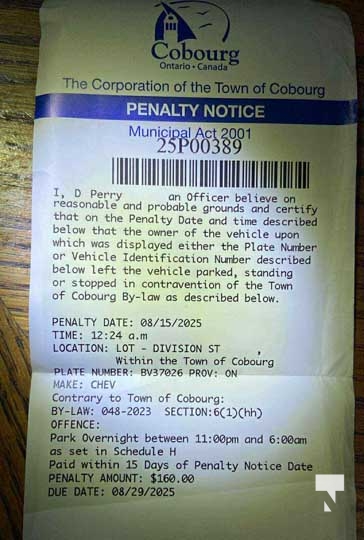 Cobourg
Ontario • Canada
The Corporation of the Town of Cobourg
PENALTY NOTICE
Municipal Act 2001
25P00389
I, D Perry an Officer believe on
reasonable and probable grounds and certify
that on the Penalty Date and time described
below that the owner of the vehicle upon
which was displayed either the Plate Number
or Vehicle Identification Number described
below left the vehicle parked, standing
or stopped in contravention of the Town
of Cobourg By-law as described below.
PENALTY DATE: 08/15/2025
TIME: 12:24 a.m
LOCATION: LOT - DIVISION ST ,
Within the Town of Cobourg
PLATE NUMBER: BV37026 PROV: ON
MAKE: CHEV
Contrary to Town of Cobourg:
BY-LAW: 048-2023 SECTION:6(1)(hh)
OFFENCE:
Park Overnight between 11:00pm and 6:00am
as set in Schedule H
Paid within 15 Days of Penalty Notice Date
PENALTY AMOUNT: $160.00
DUE DATE: 08/29/2025